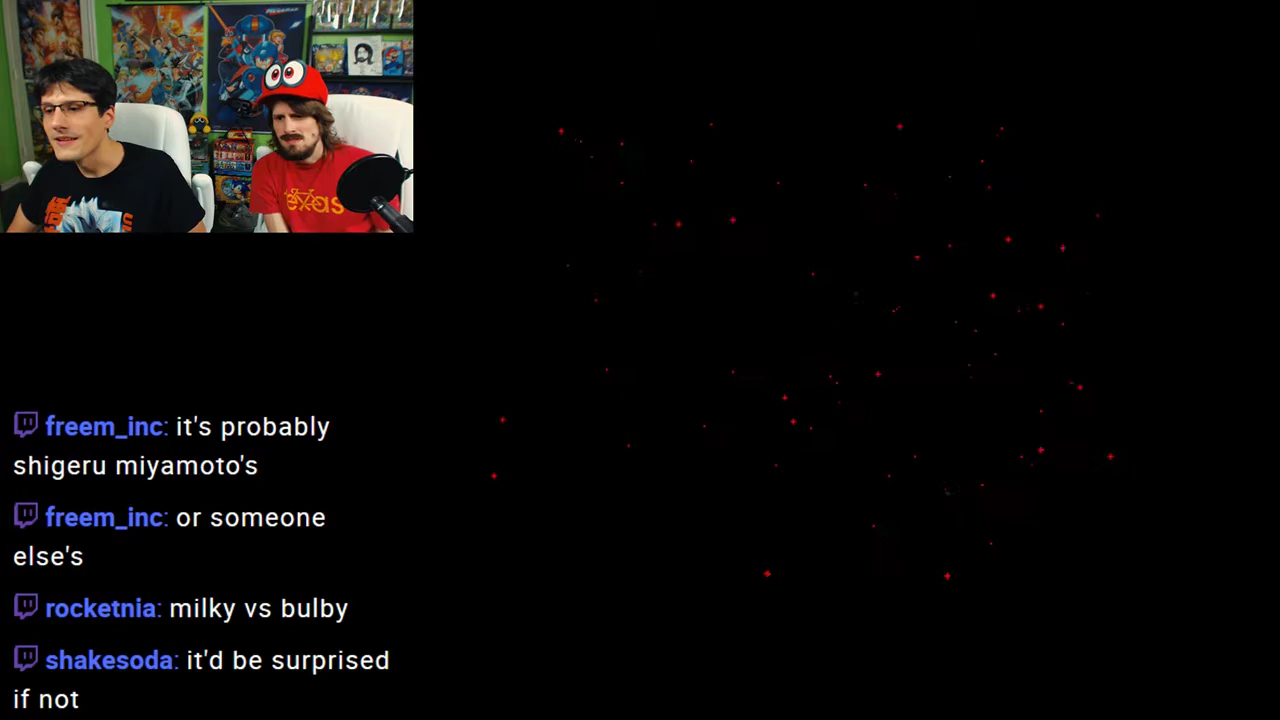 exas
freem_inc: it's probably
shigeru miyamoto's
freem_inc: or someone
else's
rocketnia: milky vs bulby
shakesoda: it'd be surprised
if not